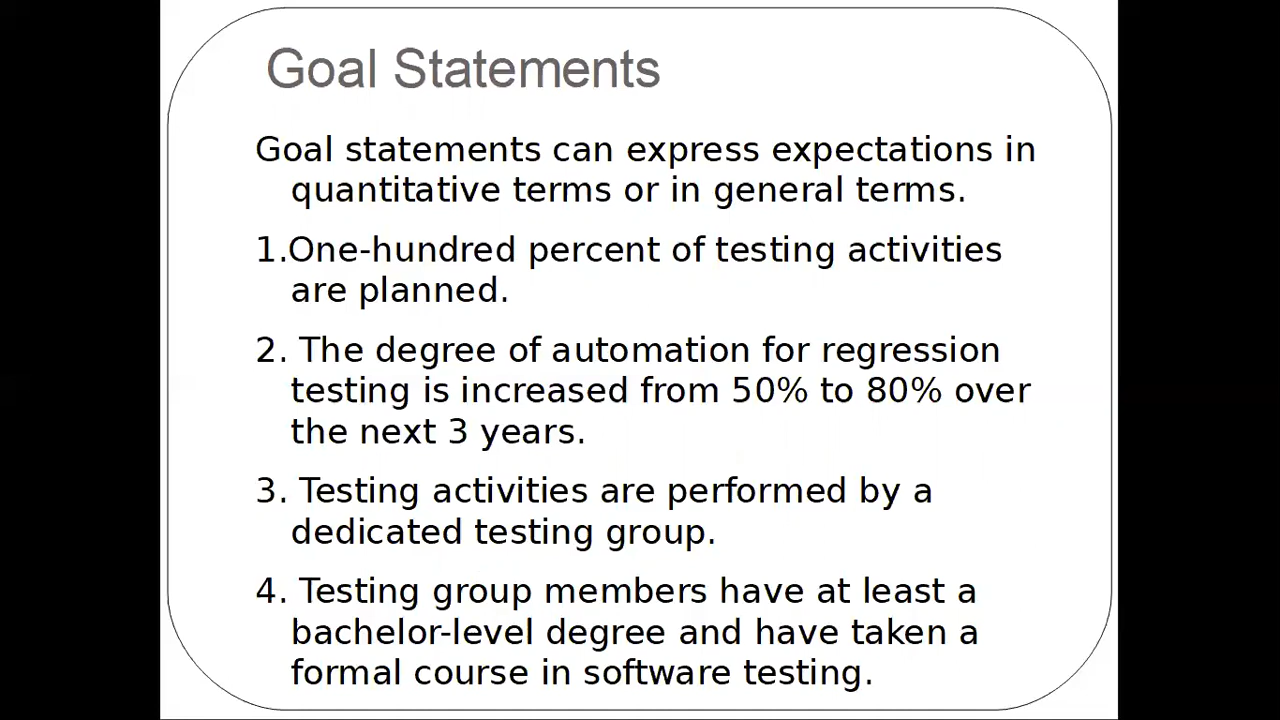 Goal Statements
Goal statements can express expectations in
quantitative terms or in general terms.
1.One-hundred percent of testing activities
are planned.
2. The degree of automation for regression
testing is increased from 50% to 80% over
the next 3 years.
3. Testing activities are performed by a
dedicated testing group.
4. Testing group members have at least a
bachelor-level degree and have taken a
formal course in software testing.